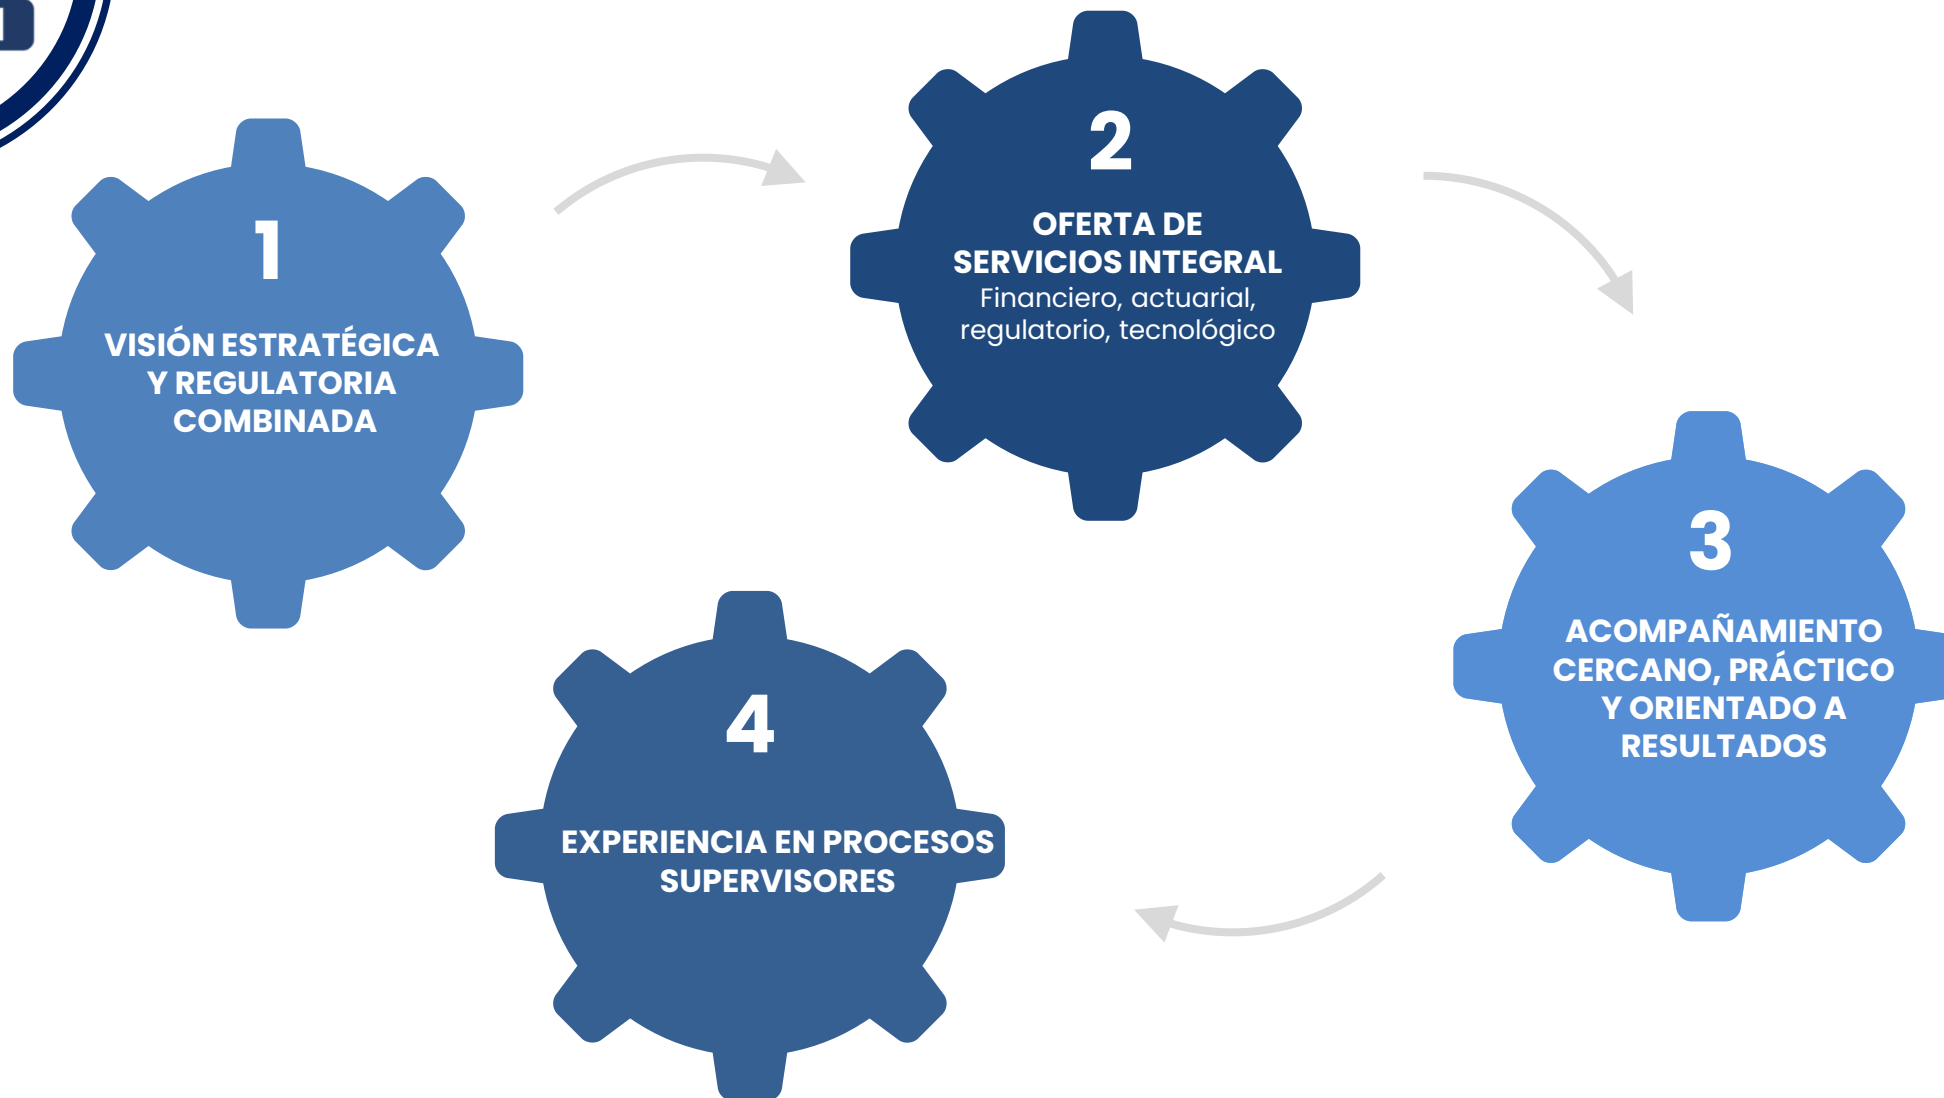 1
VISIÓN ESTRATÉGICA
Y REGULATORIA
COMBINADA
2
OFERTA DE
SERVICIOS INTEGRAL
Financiero, actuarial,
regulatorio, tecnológico
3
ACOMPAÑAMIENTO
CERCANO, PRÁCTICO
Y ORIENTADO A
RESULTADOS
4
EXPERIENCIA EN PROCESOS
SUPERVISORES